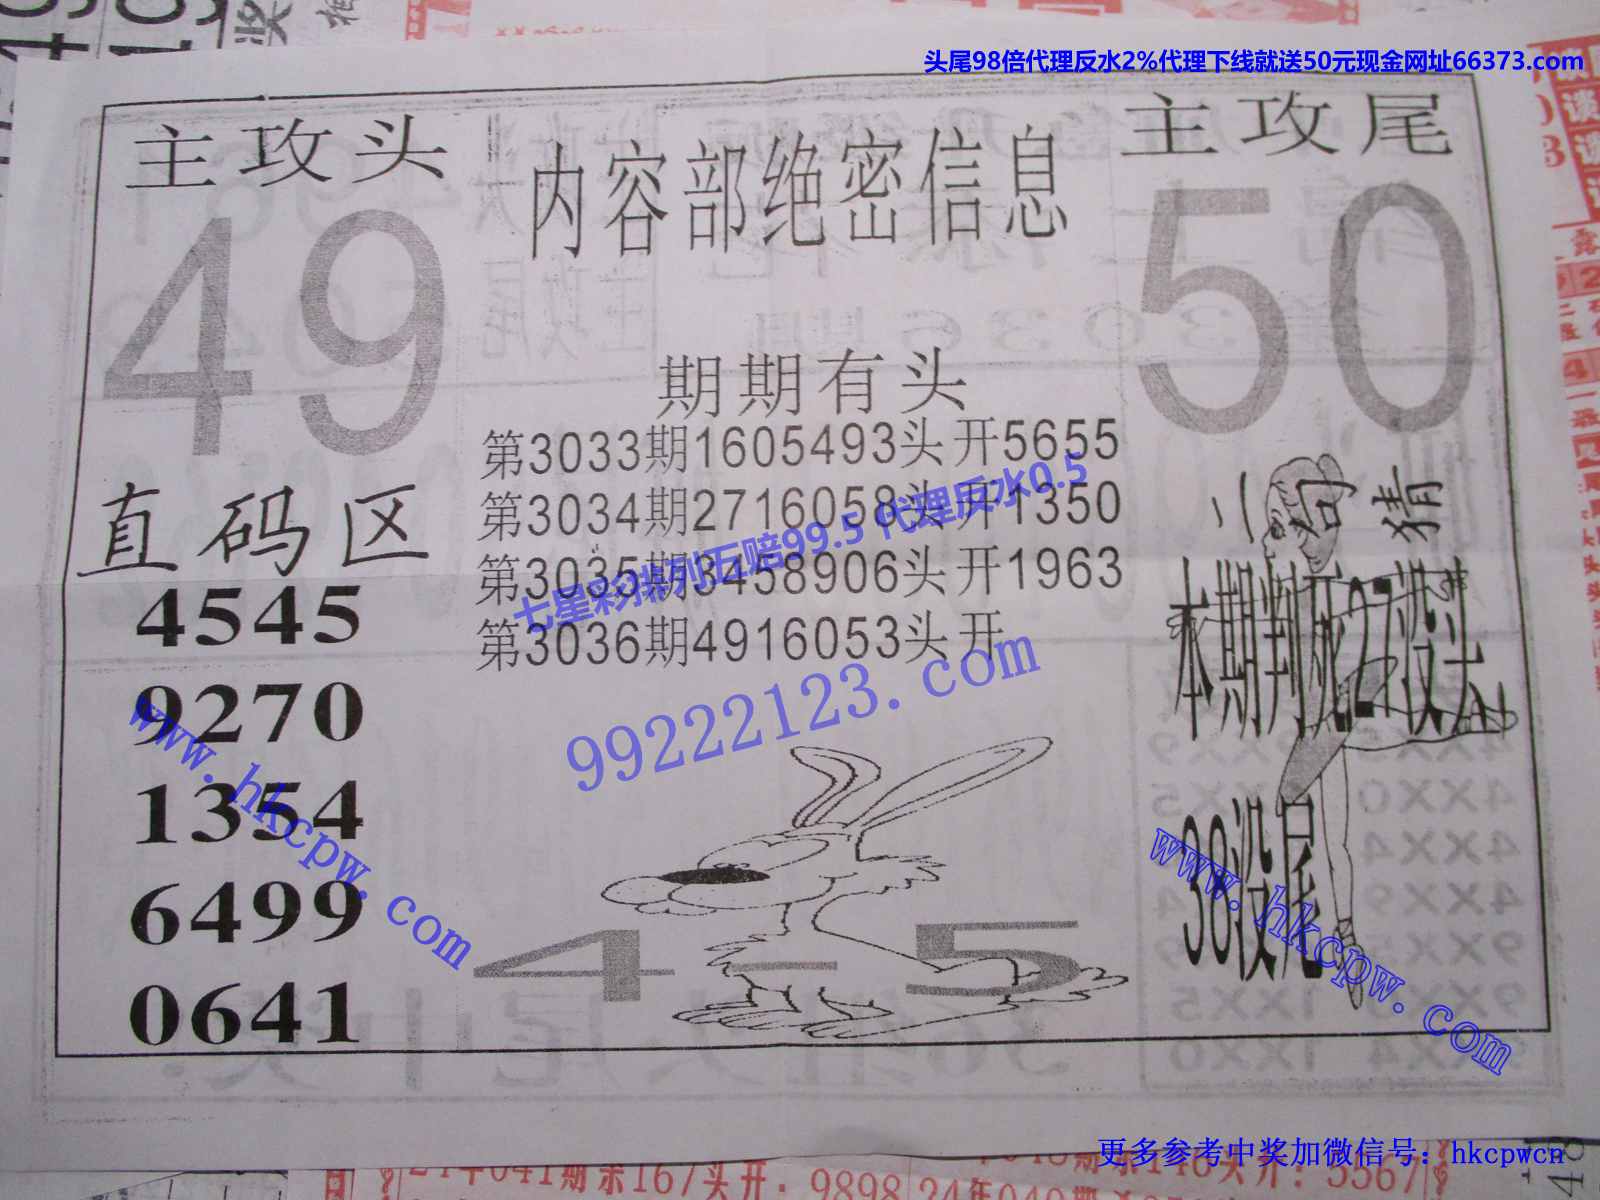 头尾98倍代理反水2%代理下线就送50元现金网址66373.com
主攻头
49
内容部绝密信息
主攻尾
50
期期有头
第3033期1605493头开5655
第3034期2716058头开1350
第3035期3458906头开1963
第3036期4916053头开
七星彩排列五赔99.5 代理反水0.5
99222123.com
直码区
4545
9270
1354
6499
0641
www.hkcpw.com
4-5
二句猜
本期判死27没头
38没尾
www.hkcpw.com
更多参考中奖加微信号：hkcpwcn